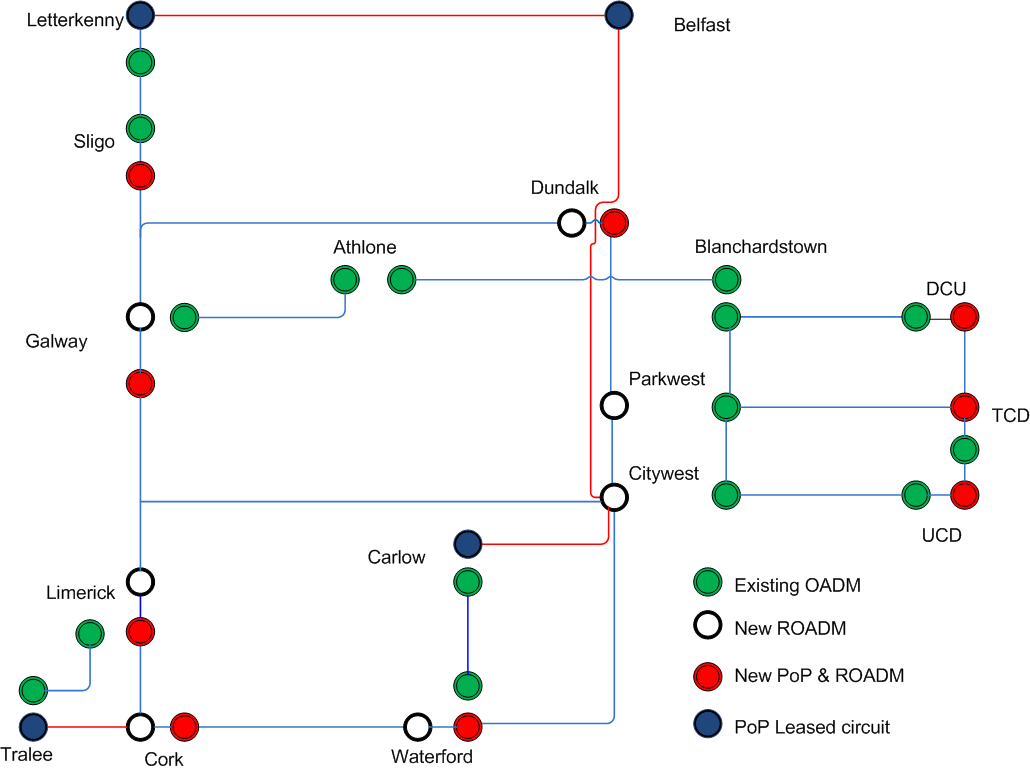 Letterkenny
Belfast
Sligo
Dundalk
Athlone
Blanchardstown
DCU
Galway
Parkwest
TCD
Citywest
UCD
Carlow
Limerick
Existing OADM
New ROADM
New PoP & ROADM
PoP Leased circuit
Tralee
Cork
Waterford